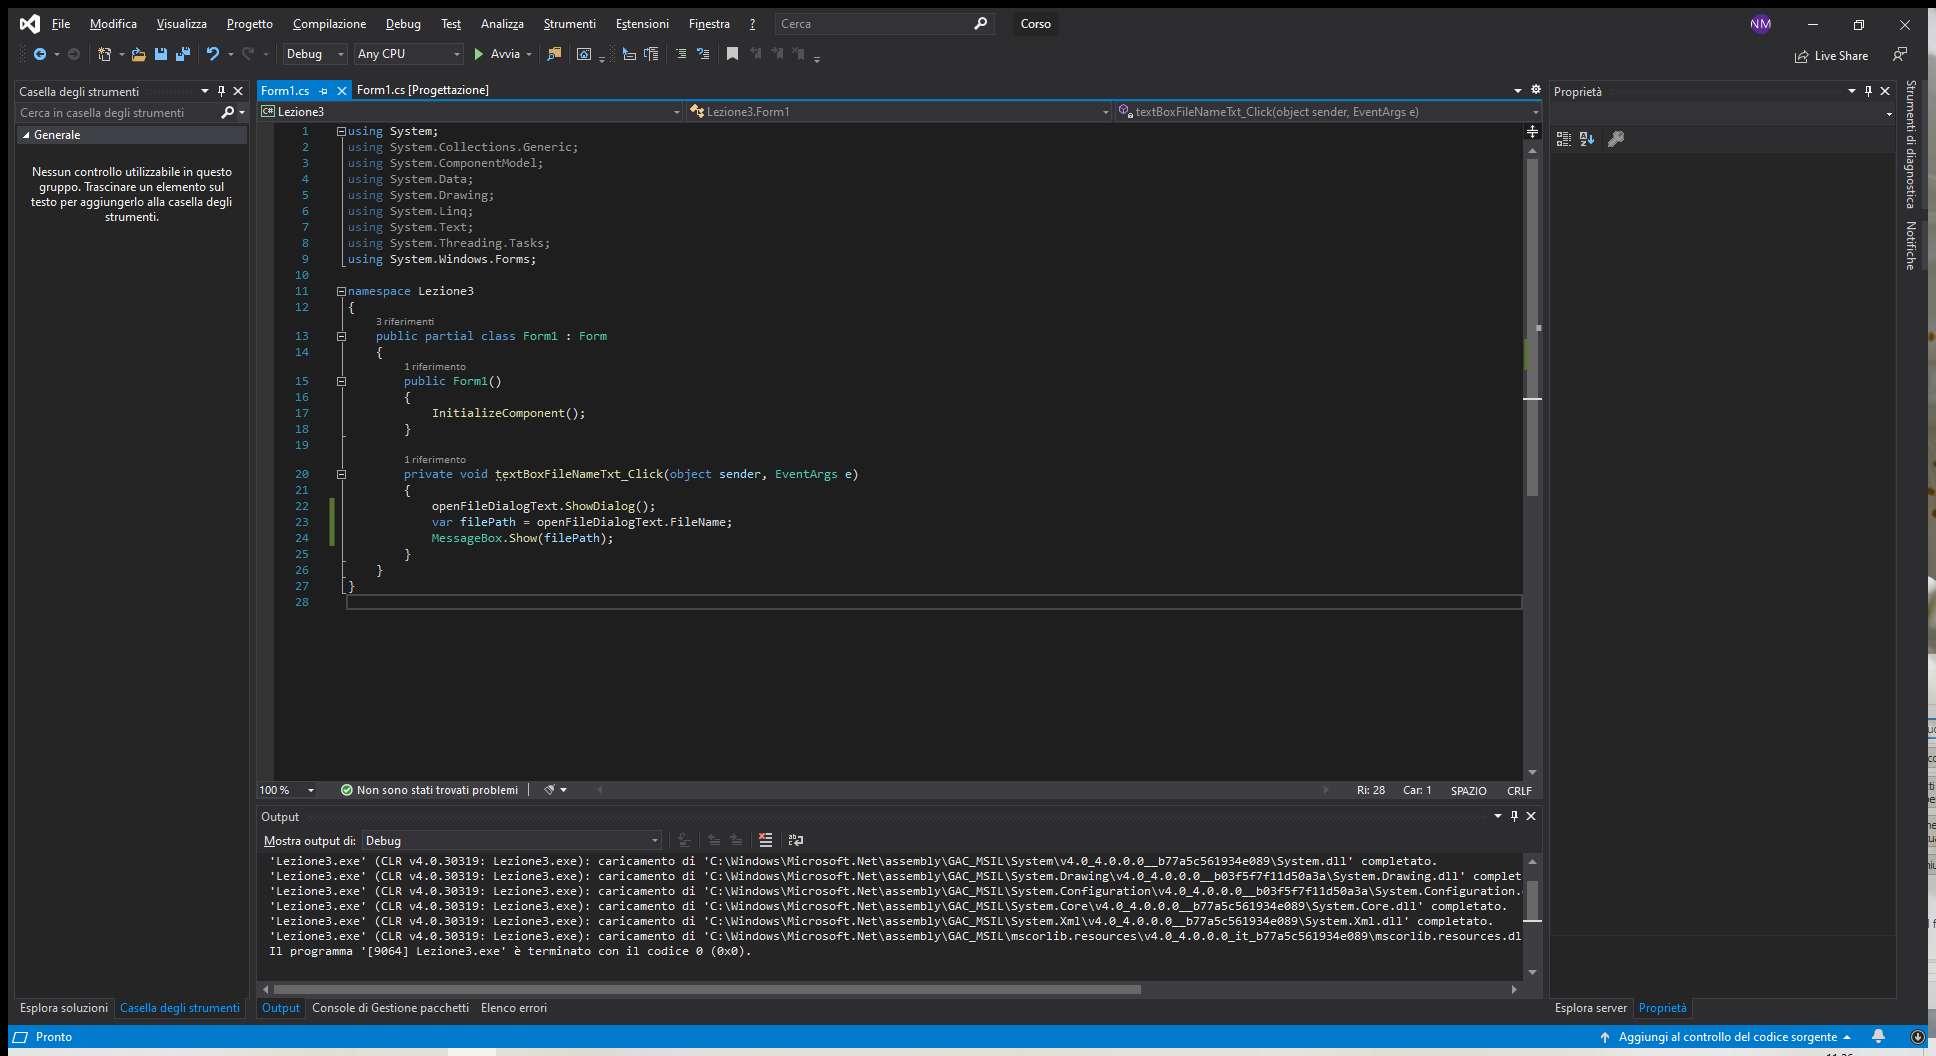 File Modifica Visualizza Progetto Compilazione Debug Test Analizza Strumenti Estensioni Finestra ? Cerca Corso NM
Debug Any CPU Avvia Live Share
Casella degli strumenti
Cerca in casella degli strumenti
Generale
Nessun controllo utilizzabile in questo
gruppo. Trascinare un elemento sul
testo per aggiungerlo alla casella degli
strumenti.
Form1.cs Form1.cs [Progettazione]
C# Lezione3 Lezione3.Form1 textBoxFileNameTxt_Click(object sender, EventArgs e)
1 using System;
2 using System.Collections.Generic;
3 using System.ComponentModel;
4 using System.Data;
5 using System.Drawing;
6 using System.Linq;
7 using System.Text;
8 using System.Threading.Tasks;
9 using System.Windows.Forms;
10
11 namespace Lezione3
12 {
3 riferimenti
13 public partial class Form1 : Form
14 {
1 riferimento
15 public Form1()
16 {
17 InitializeComponent();
18 }
19
1 riferimento
20 private void textBoxFileNameTxt_Click(object sender, EventArgs e)
21 {
22 openFileDialogText.ShowDialog();
23 var filePath = openFileDialogText.FileName;
24 MessageBox.Show(filePath);
25 }
26 }
27 }
28
100 % Non sono stati trovati problemi Ri: 28 Car: 1 SPAZIO CRLF
Output
Mostra output di: Debug
'Lezione3.exe' (CLR v4.0.30319: Lezione3.exe): caricamento di 'C:\Windows\Microsoft.Net\assembly\GAC_MSIL\System\v4.0_4.0.0.0__b77a5c561934e089\System.dll' completato.
'Lezione3.exe' (CLR v4.0.30319: Lezione3.exe): caricamento di 'C:\Windows\Microsoft.Net\assembly\GAC_MSIL\System.Drawing\v4.0_4.0.0.0__b03f5f7f11d50a3a\System.Drawing.dll' complet
'Lezione3.exe' (CLR v4.0.30319: Lezione3.exe): caricamento di 'C:\Windows\Microsoft.Net\assembly\GAC_MSIL\System.Configuration\v4.0_4.0.0.0__b03f5f7f11d50a3a\System.Configuration.
'Lezione3.exe' (CLR v4.0.30319: Lezione3.exe): caricamento di 'C:\Windows\Microsoft.Net\assembly\GAC_MSIL\System.Core\v4.0_4.0.0.0__b77a5c561934e089\System.Core.dll' completato.
'Lezione3.exe' (CLR v4.0.30319: Lezione3.exe): caricamento di 'C:\Windows\Microsoft.Net\assembly\GAC_MSIL\System.Xml\v4.0_4.0.0.0__b77a5c561934e089\System.Xml.dll' completato.
'Lezione3.exe' (CLR v4.0.30319: Lezione3.exe): caricamento di 'C:\Windows\Microsoft.Net\assembly\GAC_MSIL\mscorlib.resources\v4.0_4.0.0.0_it_b77a5c561934e089\mscorlib.resources.dl
Il programma '[9064] Lezione3.exe' è terminato con il codice 0 (0x0).
Proprietà
Strumenti di diagnostica
Notifiche
Esplora soluzioni Casella degli strumenti Output Console di Gestione pacchetti Elenco errori Esplora server Proprietà
Pronto Aggiungi al controllo del codice sorgente